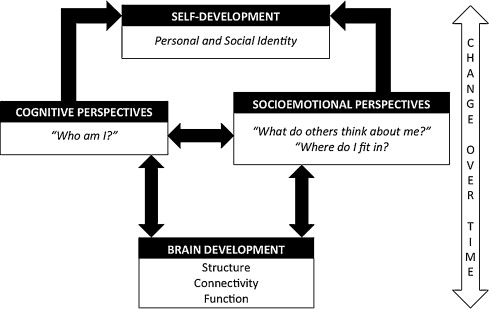 SELF-DEVELOPMENT
Personal and Social Identity
COGNITIVE PERSPECTIVES
“Who am I?”
SOCIOEMOTIONAL PERSPECTIVES
“What do others think about me?”
“Where do I fit in?
BRAIN DEVELOPMENT
Structure
Connectivity
Function
CHANGE OVER TIME